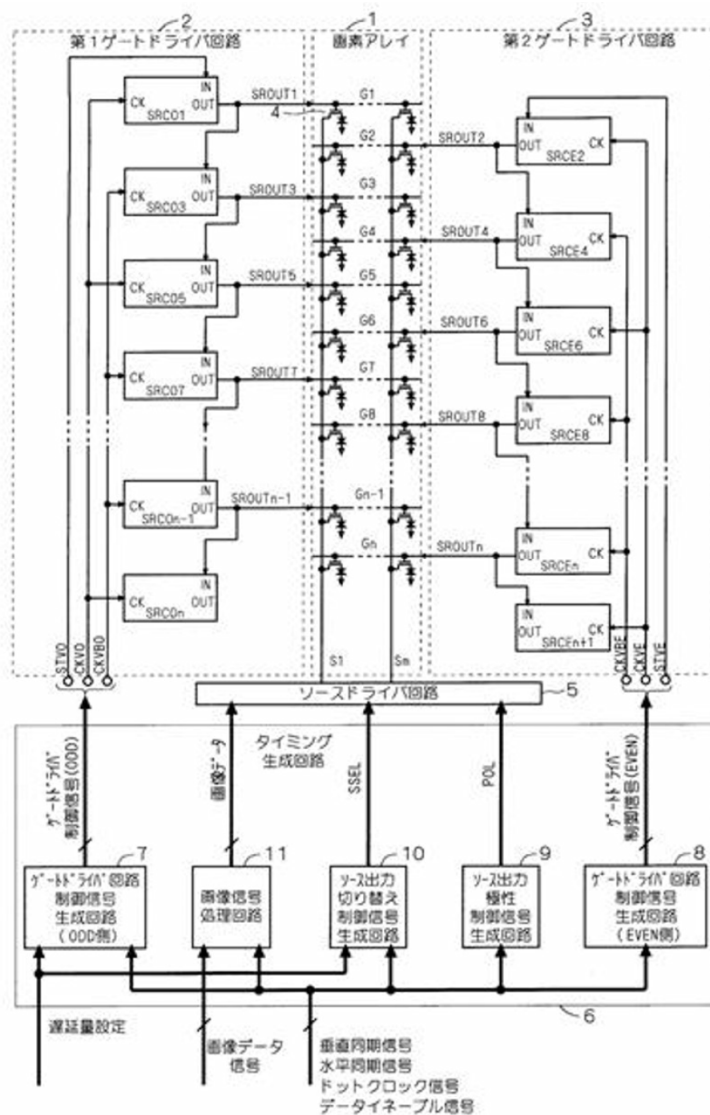 2
1
3
第1ゲートドライバ回路
画素アレイ
第2ゲートドライバ回路
IN
CK OUT
SRCO1
SROUT1
4
G1
G2
SROUT2
IN
OUT CK
SRCE2
IN
CK OUT
SRCO3
SROUT3
G3
G4
SROUT4
IN
OUT CK
SRCE4
IN
CK OUT
SRCO5
SROUT5
G5
G6
SROUT6
IN
OUT CK
SRCE6
IN
CK OUT
SRCO7
SROUT7
G7
G8
SROUT8
IN
OUT CK
SRCE8
IN
CK OUT
SRCOn-1
SROUTn-1
Gn-1
Gn
SROUTn
IN
OUT CK
SRCEn
IN
CK OUT
SRCOn
IN
OUT CK
SRCEn+1
STVO
CKVO
CKVBO
S1
Sm
CKVBE
CKVE
STVE
ソースドライバ回路
5
タイミング
生成回路
ゲートドライバ
制御信号(ODD)
画像データ
SSEL
POL
ゲートドライバ
制御信号(EVEN)
7
11
10
9
8
ゲートドライバ回路
制御信号
生成回路
(ODD側)
画像信号
処理回路
ソース出力
切り替え
制御信号
生成回路
ソース出力
極性
制御信号
生成回路
ゲートドライバ回路
制御信号
生成回路
(EVEN側)
6
遅延量設定
画像データ
信号
垂直同期信号
水平同期信号
ドットクロック信号
データイネーブル信号